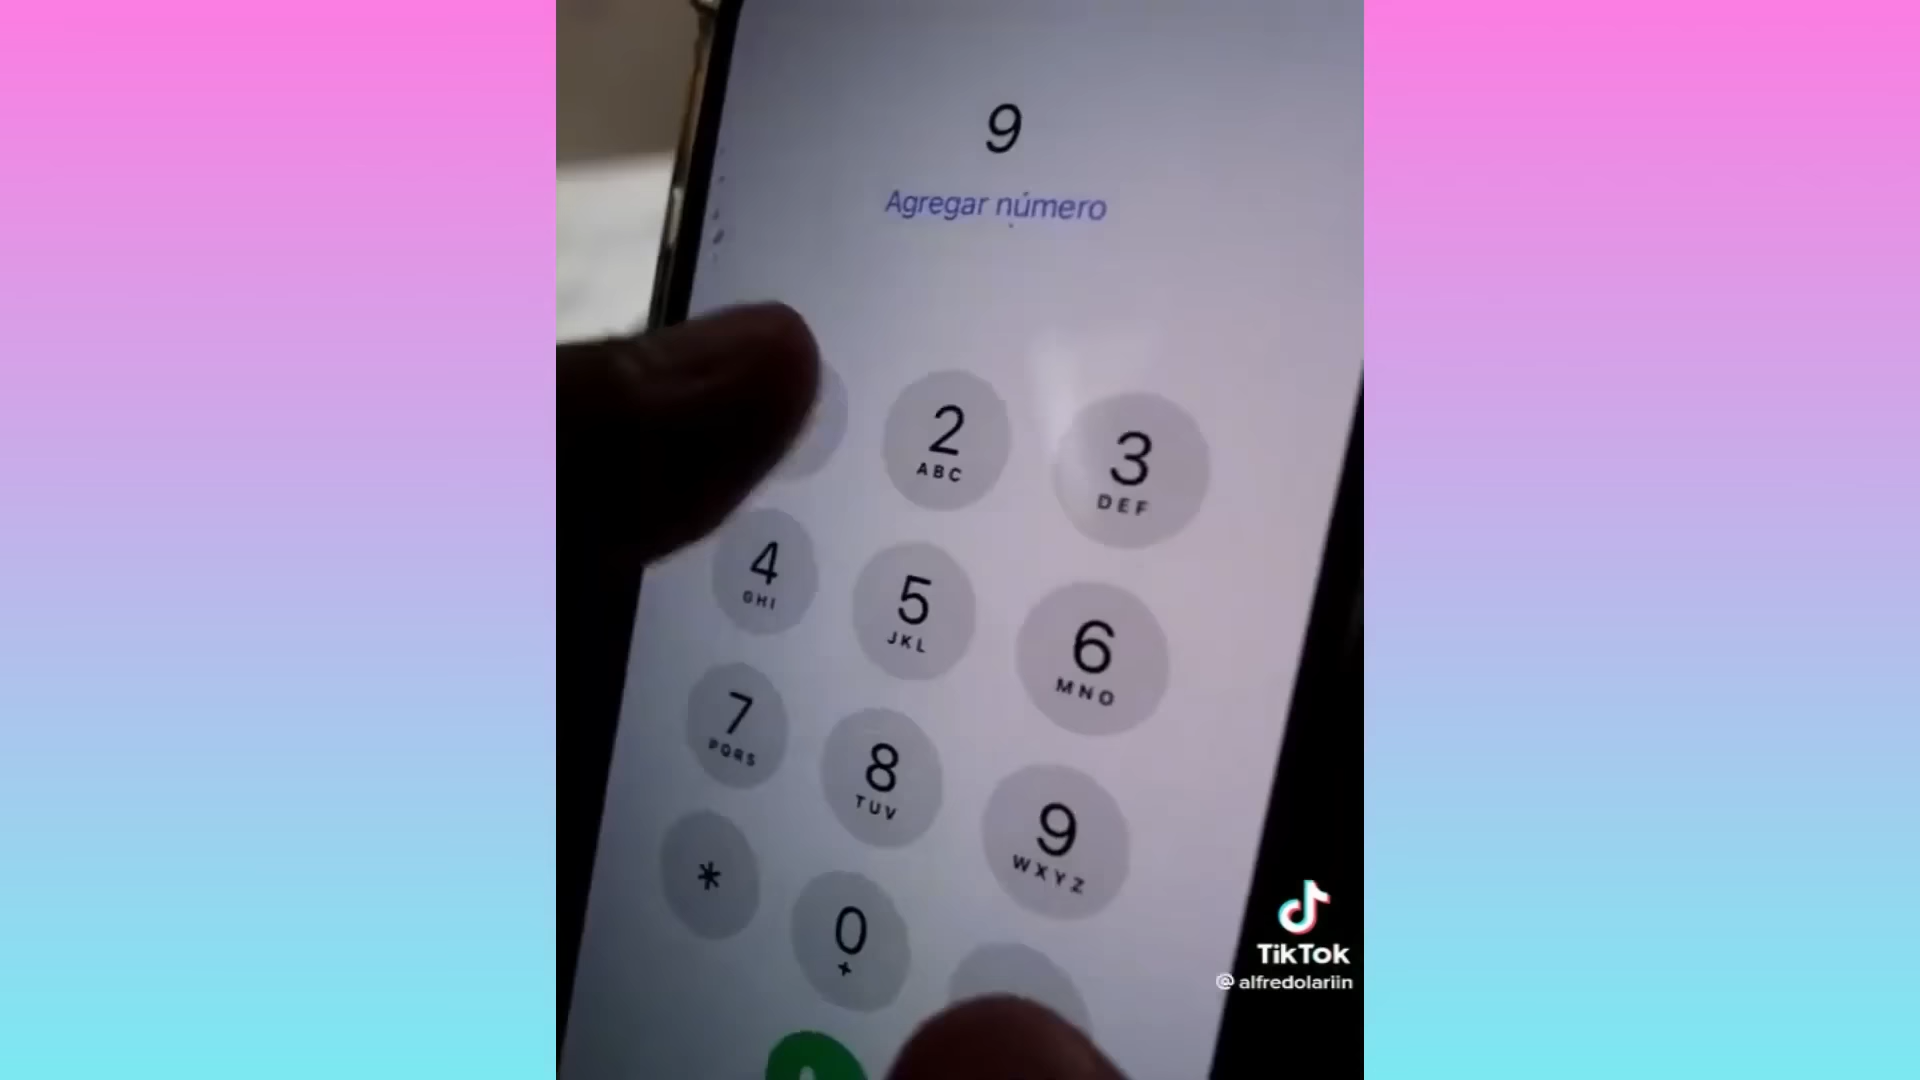 9
Agregar número
2
ABC
3
DEF
4
GHI
5
JKL
6
MNO
7
PQRS
8
TUV
9
WXYZ
*
0
+
TikTok
@alfredolariin